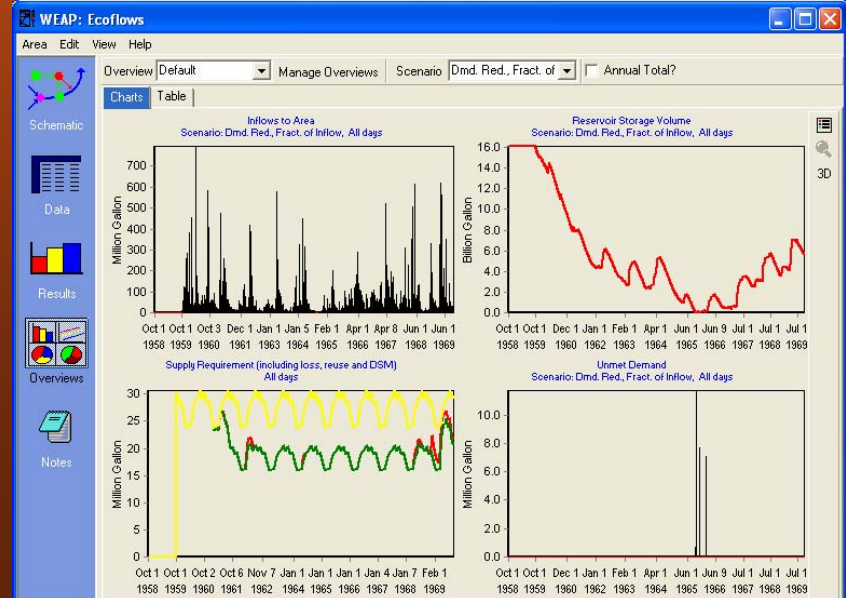 WEAP: Ecoflows
Area Edit View Help
Overview Default Manage Overviews Scenario Dmd. Red., Fract. of Annual Total?
Charts Table
Schematic
Data
Results
Overviews
Notes
Inflows to Area
Scenario: Dmd. Red., Fract. of Inflow, All days
Million Gallon
700
600
500
400
300
200
100
0
Oct 1 Oct 1 Oct 3 Dec 1 Jan 1 Jan 5 Feb 1 Apr 1 Apr 8 Jun 1 Jun 1
1958 1959 1960 1961 1963 1964 1965 1966 1967 1968 1969
Reservoir Storage Volume
Scenario: Dmd. Red., Fract. of Inflow, All days
Billion Gallon
16.0
14.0
12.0
10.0
8.0
6.0
4.0
2.0
0.0
Oct 1 Oct 1 Dec 1 Jan 1 Feb 1 Apr 1 Jun 1 Jun 9 Jul 1 Jul 1 Jul 1
1958 1959 1960 1962 1963 1964 1965 1966 1967 1968 1969
3D
Supply Requirement (including loss, reuse and DSM)
All days
Million Gallon
30
25
20
15
10
5
0
Oct 1 Oct 1 Oct 2 Oct 6 Nov 7 Jan 1 Jan 1 Jan 1 Jan 4 Jan 7 Feb 1
1958 1959 1960 1961 1962 1964 1965 1966 1967 1968 1969
Unmet Demand
Scenario: Dmd. Red., Fract. of Inflow, All days
Million Gallon
10.0
8.0
6.0
4.0
2.0
0.0
Oct 1 Oct 1 Dec 1 Jan 1 Feb 1 Apr 1 Jun 1 Jun 9 Jul 1 Jul 1 Jul 1
1958 1959 1960 1962 1963 1964 1965 1966 1967 1968 1969